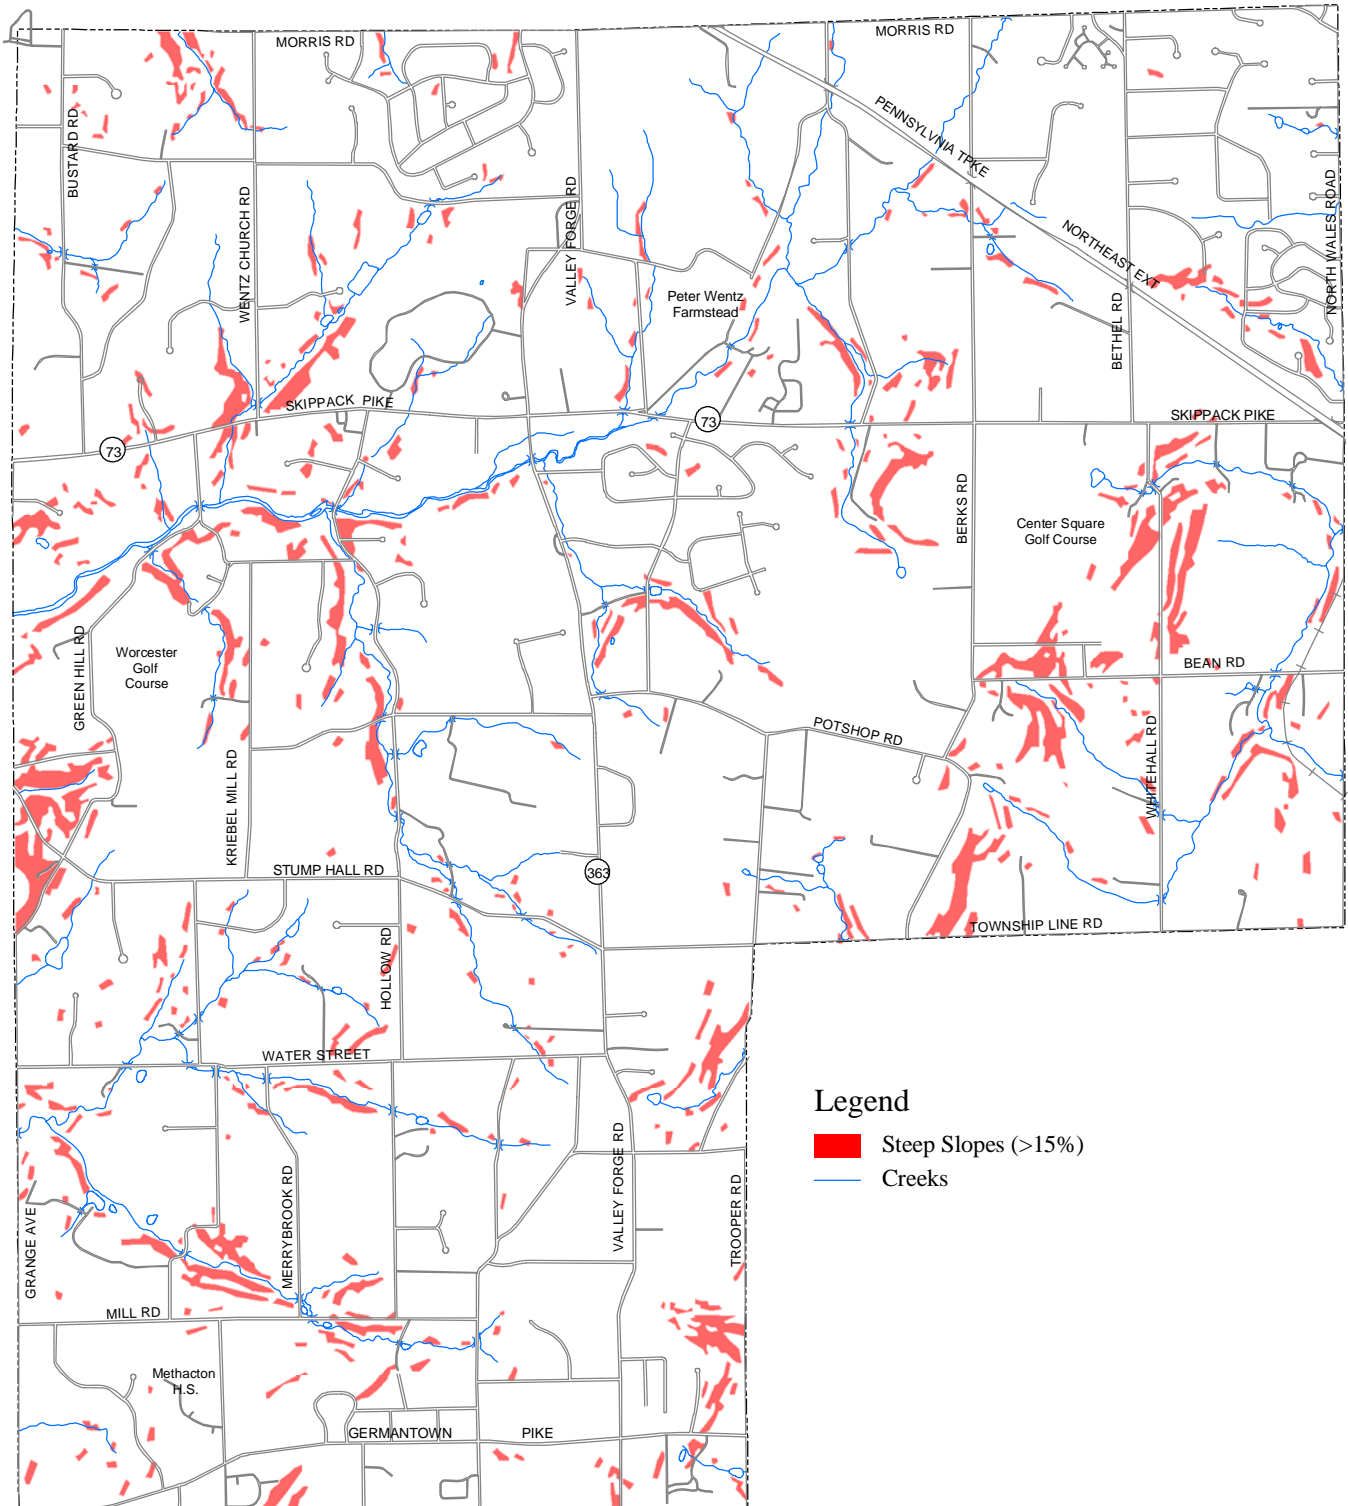 MORRIS RD
MORRIS RD
BUSTARD RD
PENNSYLVNIA TPKE
WENTZ CHURCH RD
VALLEY FORGE RD
NORTH WALES ROAD
NORTHEAST EXT
Peter Wentz
Farmstead
BETHEL RD
SKIPPACK PIKE
SKIPPACK PIKE
73
73
BERKS RD
Center Square
Golf Course
GREEN HILL RD
Worcester
Golf
Course
BEAN RD
POTSHOP RD
WHITEHALL RD
KRIEBEL MILL RD
STUMP HALL RD
363
TOWNSHIP LINE RD
HOLLOW RD
WATER STREET
Legend
Steep Slopes (>15%)
Creeks
VALLEY FORGE RD
MERRYBROOK RD
TROOPER RD
GRANGE AVE
MILL RD
Methacton
H.S.
GERMANTOWN PIKE